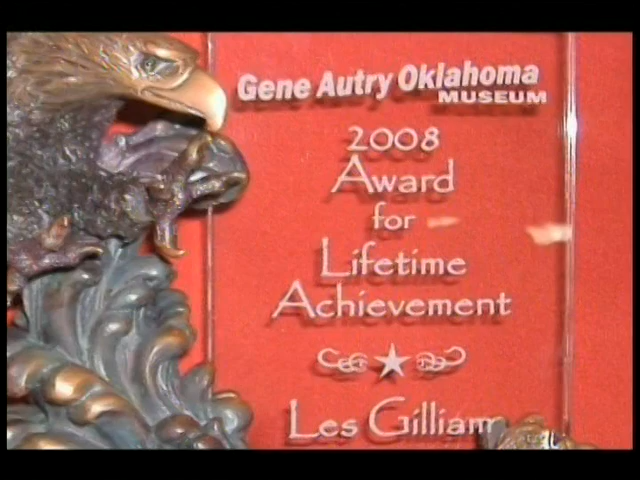 Gene Autry Oklahoma
MUSEUM
2008
Award
for
Lifetime
Achievement
Les Gilliam